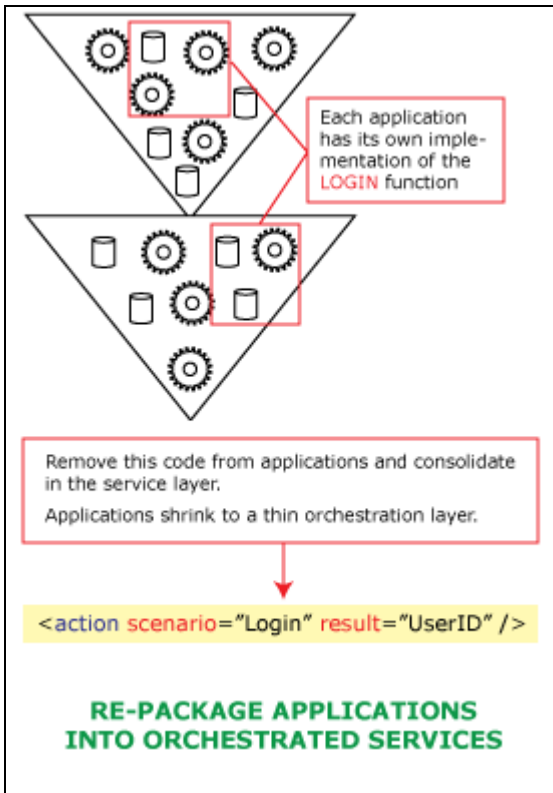 Each application
has its own imple-
mentation of the
LOGIN function
Remove this code from applications and consolidate
in the service layer.
Applications shrink to a thin orchestration layer.
<action scenario="Login" result="UserID" />
RE-PACKAGE APPLICATIONS
INTO ORCHESTRATED SERVICES